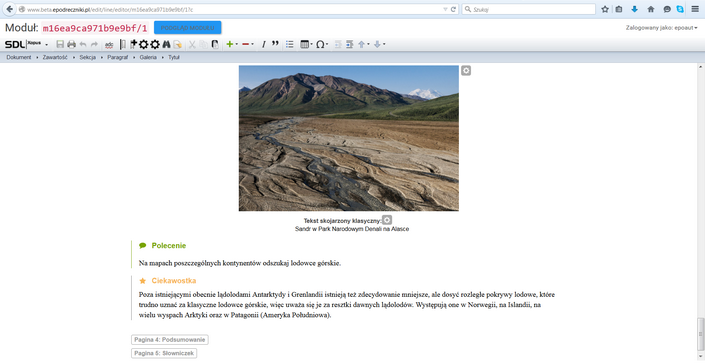 www.beta.epodreczniki.pl/edit/line/editor/m16ea9ca971b9e9bf/1?c
Szukaj
Moduł: m16ea9ca971b9e9bf/1
Zalogowany jako: epoaut
SDL Xopus
Dokument Zawartość Sekcja Paragraf Galeria Tytuł
Tekst skojarzony klasyczny:
Sandr w Park Narodowym Denali na Alasce
Polecenie
Na mapach poszczególnych kontynentów odszukaj lodowce górskie.
Ciekawostka
Poza istniejącymi obecnie lądolodami Antarktydy i Grenlandii istnieją też zdecydowanie mniejsze, ale dosyć rozległe pokrywy lodowe, które
trudno uznać za klasyczne lodowce górskie, więc uważa się je za resztki dawnych lądolodów. Występują one w Norwegii, na Islandii, na
wielu wyspach Arktyki oraz w Patagonii (Ameryka Południowa).
Pagina 4: Podsumowanie
Pagina 5: Słowniczek